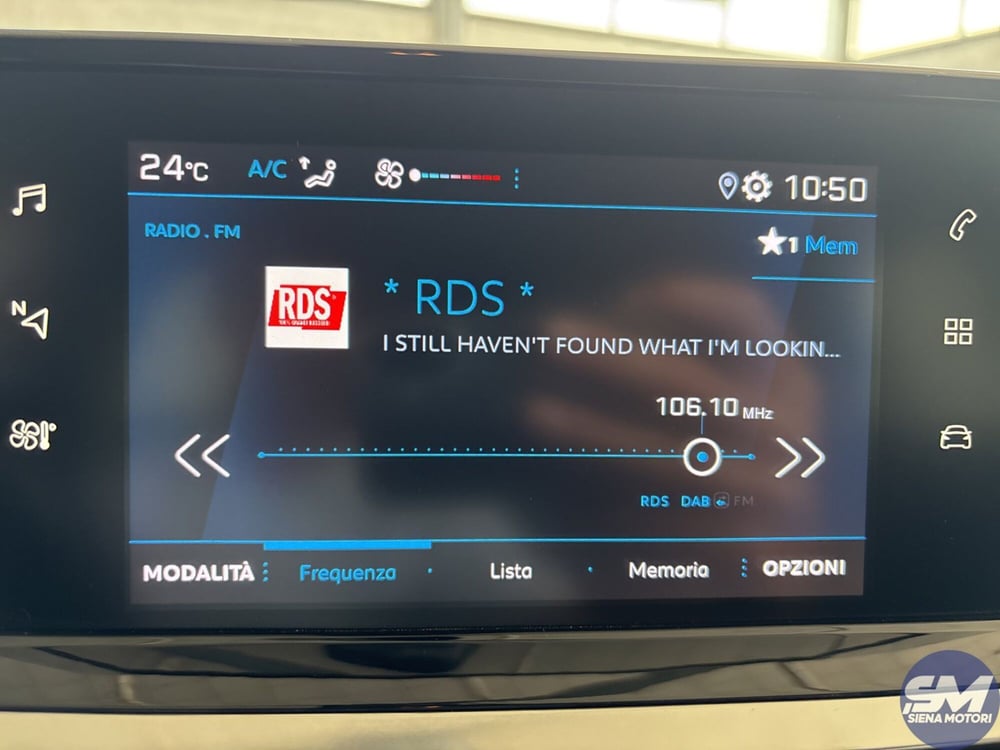 24°C A/C 10:50
RADIO . FM
1 Mem
N
RDS
* RDS *
I STILL HAVEN'T FOUND WHAT I'M LOOKIN...
106.10 MHz
RDS DAB FM
MODALITÀ Frequenza Lista Memoria OPZIONI
SM
SIENA MOTORI